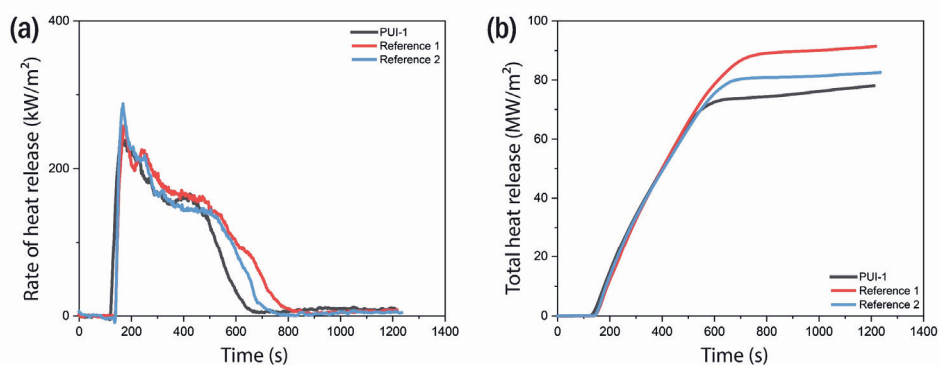 (a)
400
200
0
Rate of heat release (kW/m²)
PUI-1
Reference 1
Reference 2
0 200 400 600 800 1000 1200 1400
Time (s)
(b)
100
80
60
40
20
0
Total heat release (MW/m²)
PUI-1
Reference 1
Reference 2
0 200 400 600 800 1000 1200 1400
Time (s)